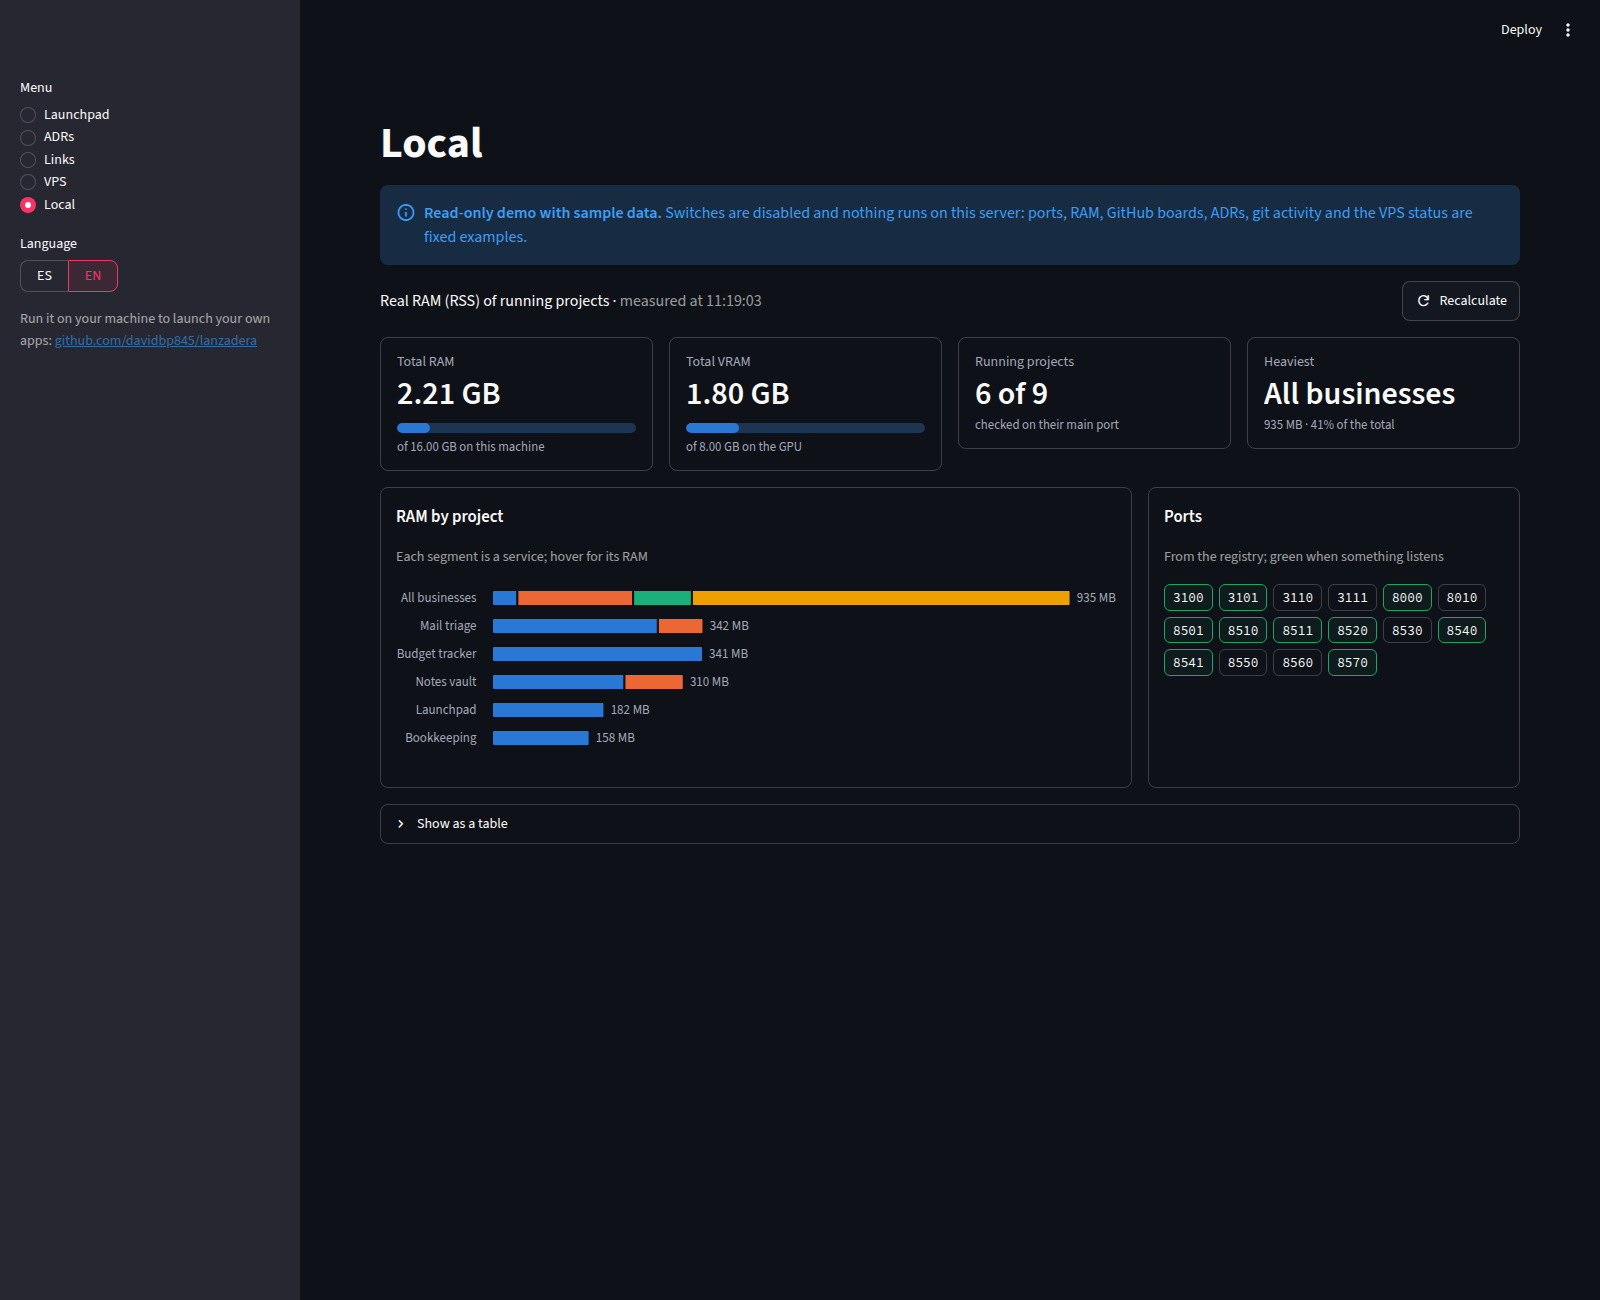 Deploy
Menu
Launchpad
ADRs
Links
VPS
Local
Language
ES EN
Run it on your machine to launch your own
apps: github.com/davidbp845/lanzadera
Local
Read-only demo with sample data. Switches are disabled and nothing runs on this server: ports, RAM, GitHub boards, ADRs, git activity and the VPS status are
fixed examples.
Real RAM (RSS) of running projects · measured at 11:19:03
Recalculate
Total RAM
2.21 GB
of 16.00 GB on this machine
Total VRAM
1.80 GB
of 8.00 GB on the GPU
Running projects
6 of 9
checked on their main port
Heaviest
All businesses
935 MB · 41% of the total
RAM by project
Each segment is a service; hover for its RAM
All businesses 935 MB
Mail triage 342 MB
Budget tracker 341 MB
Notes vault 310 MB
Launchpad 182 MB
Bookkeeping 158 MB
Ports
From the registry; green when something listens
3100 3101 3110 3111 8000 8010
8501 8510 8511 8520 8530 8540
8541 8550 8560 8570
Show as a table